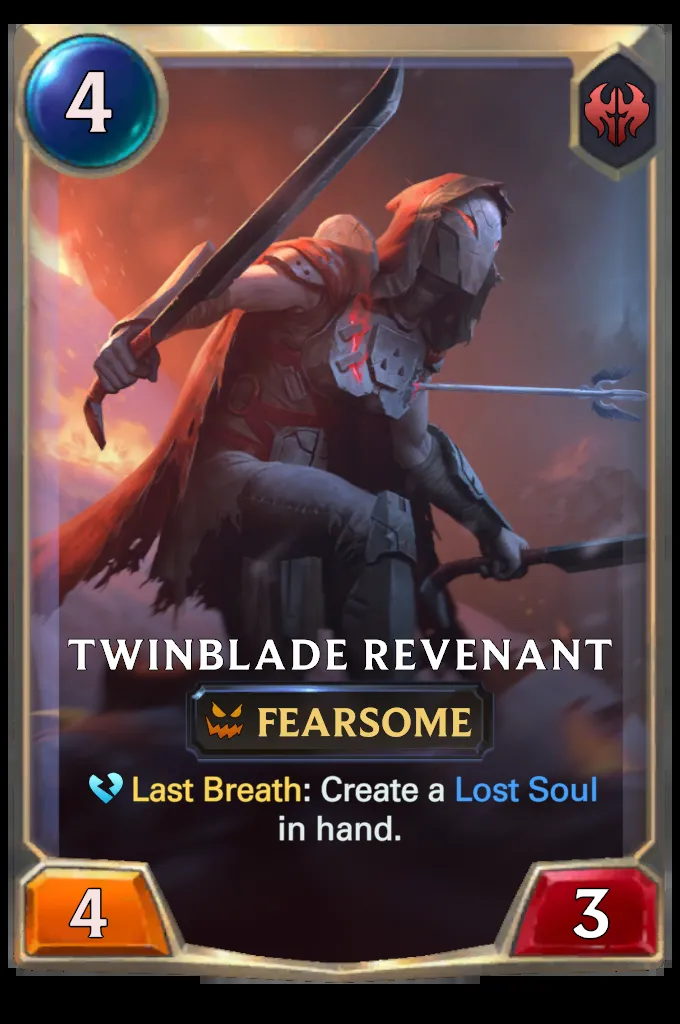 4
TWINBLADE REVENANT
FEARSOME
Last Breath: Create a Lost Soul
in hand.
4 3